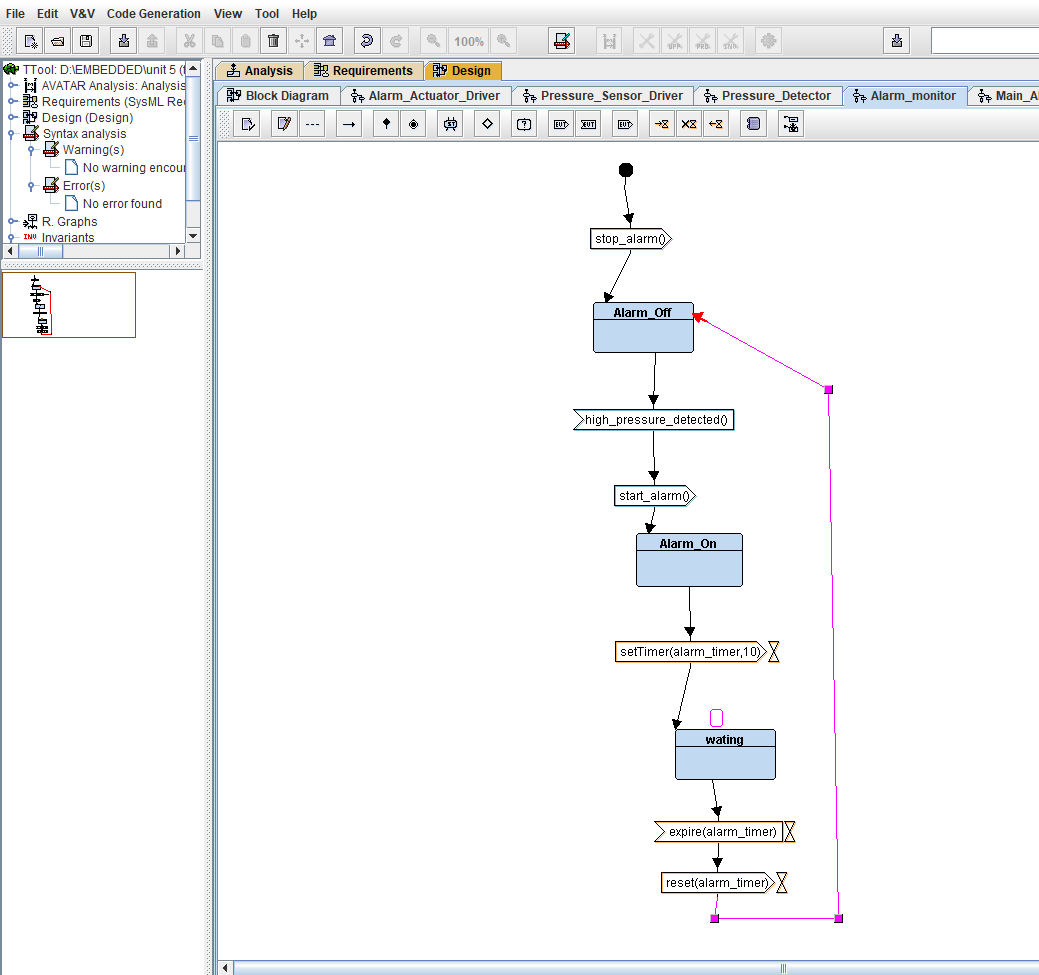 File Edit V&V Code Generation View Tool Help
100%
TTool: D:\EMBEDDED\unit 5 (
AVATAR Analysis: Analysis
Requirements (SysML Re
Design (Design)
Syntax analysis
Warning(s)
No warning encou
Error(s)
No error found
R. Graphs
Invariants
Analysis Requirements Design
Block Diagram Alarm_Actuator_Driver Pressure_Sensor_Driver Pressure_Detector Alarm_monitor Main_Al
stop_alarm()
Alarm_Off
high_pressure_detected()
start_alarm()
Alarm_On
setTimer(alarm_timer,10)
wating
expire(alarm_timer)
reset(alarm_timer)